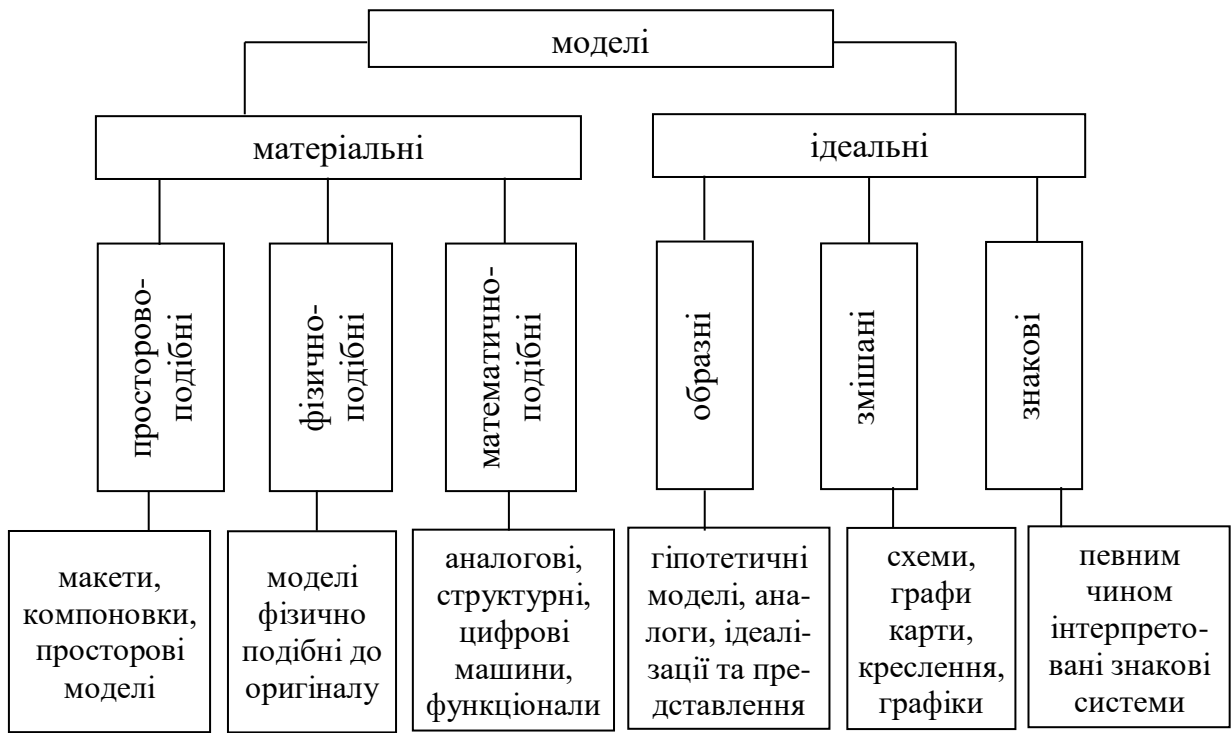 моделі
матеріальні
ідеальні
просторово-
подібні
фізично-
подібні
математично-
подібні
образні
змішані
знакові
макети,
компоновки,
просторові
моделі
моделі
фізично
подібні до
оригіналу
аналогові,
структурні,
цифрові
машини,
функціонали
гіпотетичні
моделі, ана-
логи, ідеалі-
зації та пре-
дставлення
схеми,
графи
карти,
креслення,
графіки
певним
чином
інтерпрето-
вані знакові
системи